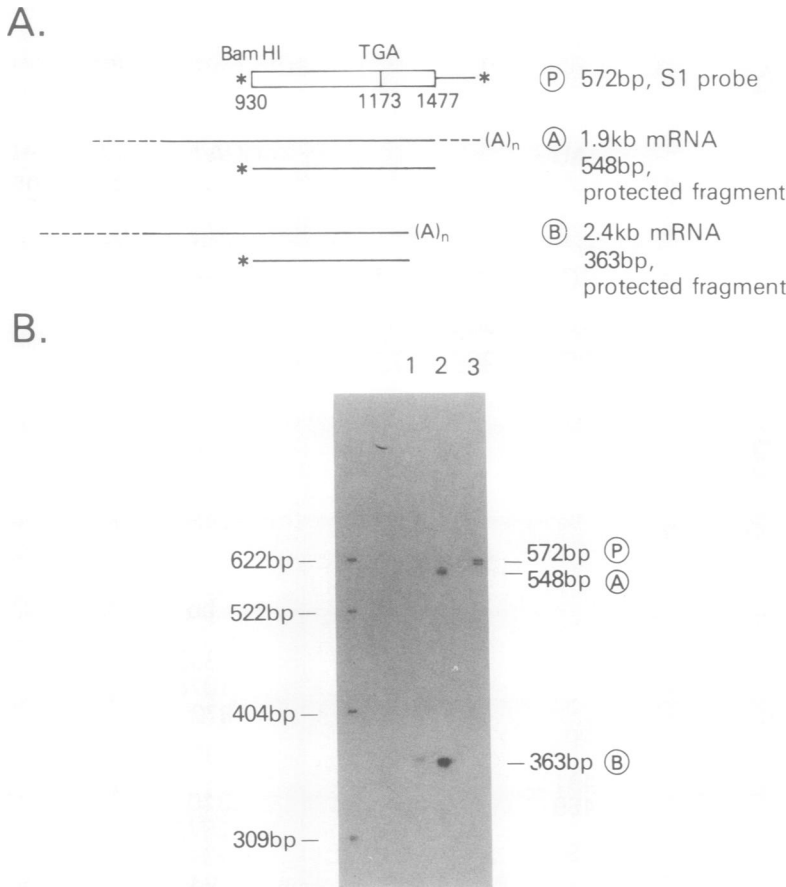 A.
Bam HI TGA
* * Ⓟ 572bp, S1 probe
930 1173 1477
(A)n Ⓐ 1.9kb mRNA
* 548bp,
protected fragment
(A)n Ⓑ 2.4kb mRNA
* 363bp,
protected fragment
B.
1 2 3
622bp — 572bp Ⓟ
548bp Ⓐ
522bp —
404bp —
— 363bp Ⓑ
309bp —